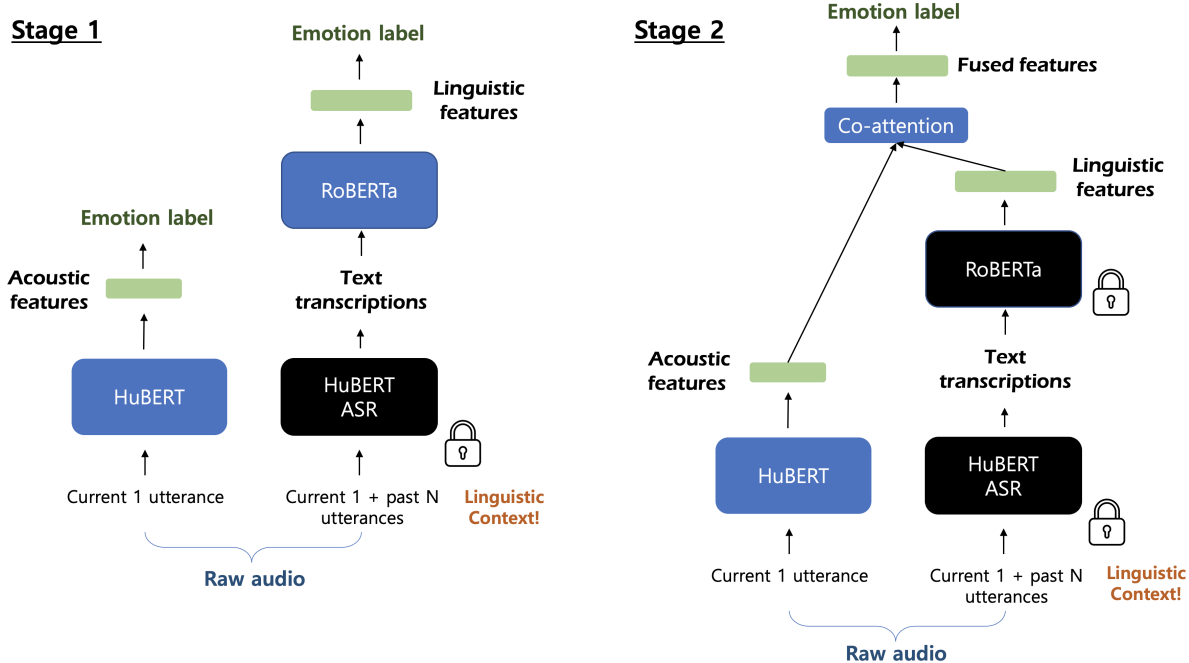 Stage 1
Emotion label
Linguistic
features
RoBERTa
Emotion label
Acoustic
features
Text
transcriptions
HuBERT
HuBERT
ASR
Current 1 utterance
Current 1 + past N
utterances
Linguistic
Context!
Raw audio
Stage 2
Emotion label
Fused features
Co-attention
Linguistic
features
RoBERTa
Acoustic
features
Text
transcriptions
HuBERT
HuBERT
ASR
Current 1 utterance
Current 1 + past N
utterances
Linguistic
Context!
Raw audio